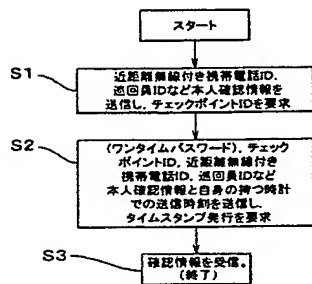 スタート
S1
近距離無線付き携帯電話ID,
巡回員IDなど本人確認情報を
送信し、チェックポイントIDを要求
S2
(ワンタイムパスワード), チェック
ポイントID, 近距離無線付き
携帯電話ID, 巡回員IDなど
本人確認情報と自身の持つ時計
での送信時刻を送信し、
タイムスタンプ発行を要求
S3
確認情報を受信。
(終了)